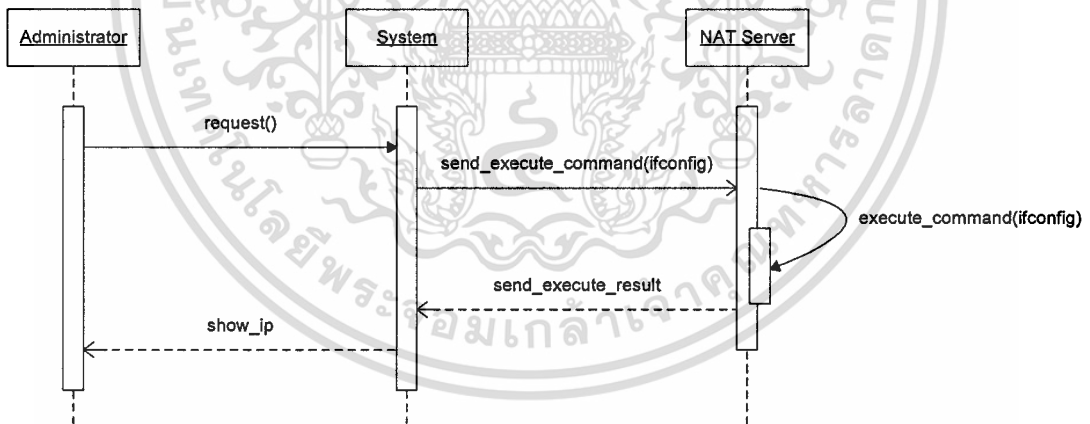 Administrator
System
NAT Server
request()
send_execute_command(ifconfig)
execute_command(ifconfig)
send_execute_result
show_ip